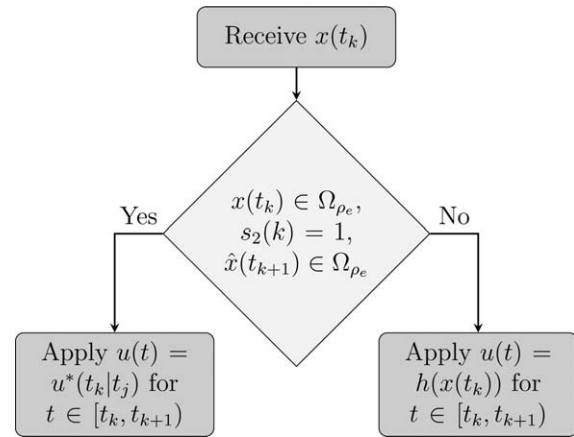 Receive x(t_k)
x(t_k) ∈ Ω_{ρ_e},
s_2(k) = 1,
x̂(t_{k+1}) ∈ Ω_{ρ_e}
Yes
No
Apply u(t) =
u*(t_k|t_j) for
t ∈ [t_k, t_{k+1})
Apply u(t) =
h(x(t_k)) for
t ∈ [t_k, t_{k+1})